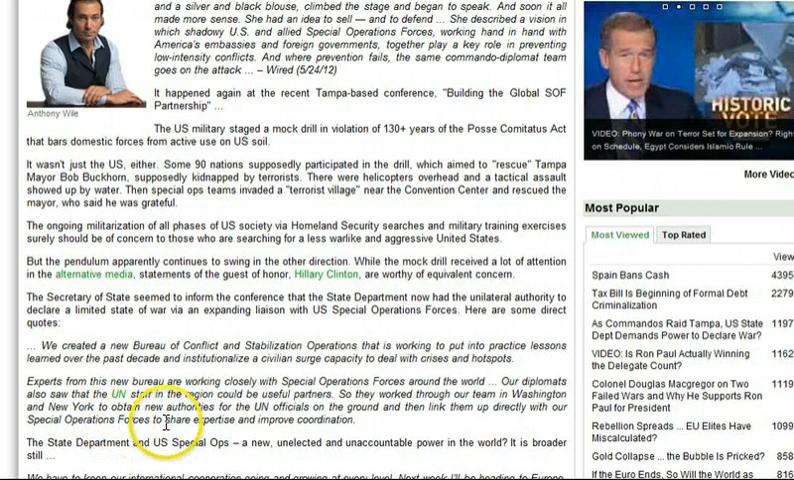 and a silver and black blouse, climbed the stage and began to speak. And soon it all
made more sense. She had an idea to sell — and to defend ... She described a vision in
which shadowy U.S. and allied Special Operations Forces, working hand in hand with
America's embassies and foreign governments, together play a key role in preventing
low-intensity conflicts. And where prevention fails, the same commando-diplomat team
goes on the attack ... – Wired (5/24/12)
Anthony Wile
It happened again at the recent Tampa-based conference, "Building the Global SOF
Partnership" ...
The US military staged a mock drill in violation of 130+ years of the Posse Comitatus Act
that bars domestic forces from active use on US soil.
It wasn't just the US, either. Some 90 nations supposedly participated in the drill, which aimed to "rescue" Tampa
Mayor Bob Buckhorn, supposedly kidnapped by terrorists. There were helicopters overhead and a tactical assault
showed up by water. Then special ops teams invaded a "terrorist village" near the Convention Center and rescued the
mayor, who said he was grateful.
The ongoing militarization of all phases of US society via Homeland Security searches and military training exercises
surely should be of concern to those who are searching for a less warlike and aggressive United States.
But the pendulum apparently continues to swing in the other direction. While the mock drill received a lot of attention
in the alternative media, statements of the guest of honor, Hillary Clinton, are worthy of equivalent concern.
The Secretary of State seemed to inform the conference that the State Department now had the unilateral authority to
declare a limited state of war via an expanding liaison with US Special Operations Forces. Here are some direct
quotes:
... We created a new Bureau of Conflict and Stabilization Operations that is working to put into practice lessons
learned over the past decade and institutionalize a civilian surge capacity to deal with crises and hotspots.
Experts from this new bureau are working closely with Special Operations Forces around the world ... Our diplomats
also saw that the UN staff in the region could be useful partners. So they worked through our team in Washington
and New York to obtain new authorities for the UN officials on the ground and then link them up directly with our
Special Operations Forces to share expertise and improve coordination.
The State Department and US Special Ops – a new, unelected and unaccountable power in the world? It is broader
still ...
We have to keep our international cooperation going and growing at every level. Next week I'll be heading to Europe
HISTORIC
VOTE
VIDEO: Phony War on Terror Set for Expansion? Right
on Schedule, Egypt Considers Islamic Rule ...
More Video
Most Popular
Most Viewed
Top Rated
View
Spain Bans Cash 4395
Tax Bill Is Beginning of Formal Debt 2279
Criminalization
As Commandos Raid Tampa, US State 1197
Dept Demands Power to Declare War?
VIDEO: Is Ron Paul Actually Winning 1162
the Delegate Count?
Colonel Douglas Macgregor on Two 1119
Failed Wars and Why He Supports Ron
Paul for President
Rebellion Spreads ... EU Elites Have 1099
Miscalculated?
Gold Collapse ... the Bubble Is Pricked? 858
If the Euro Ends, So Will the World as 816